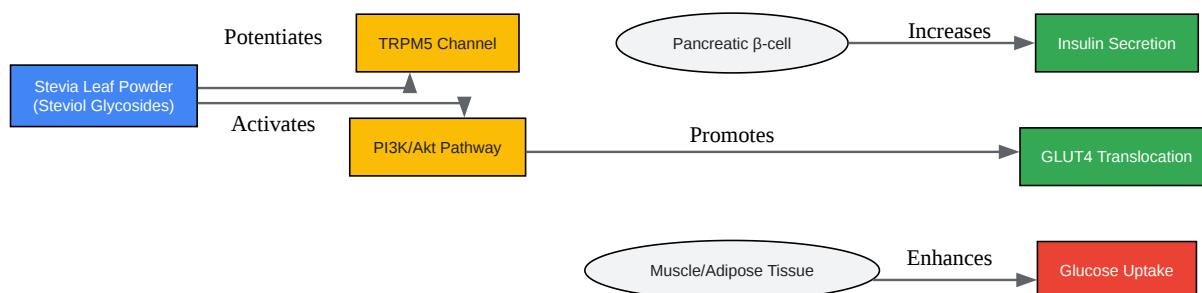 Potentiates
TRPM5 Channel
Pancreatic β-cell
Increases
Insulin Secretion
Stevia Leaf Powder
(Steviol Glycosides)
Activates
PI3K/Akt Pathway
Promotes
GLUT4 Translocation
Muscle/Adipose Tissue
Enhances
Glucose Uptake